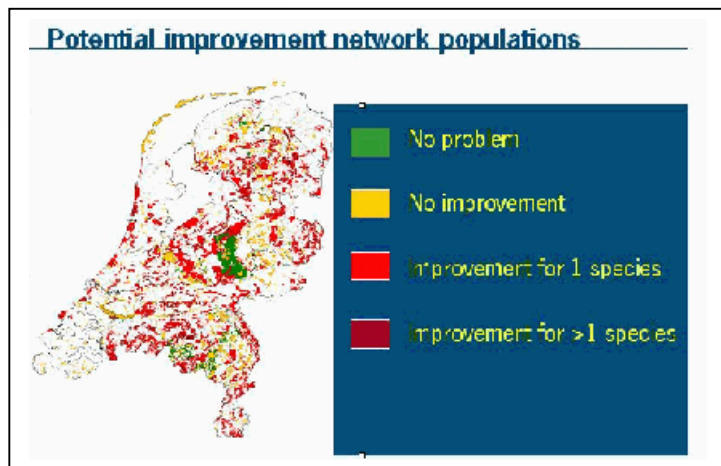 Potential improvement network populations
No problem
No improvement
Improvement for 1 species
Improvement for >1 species